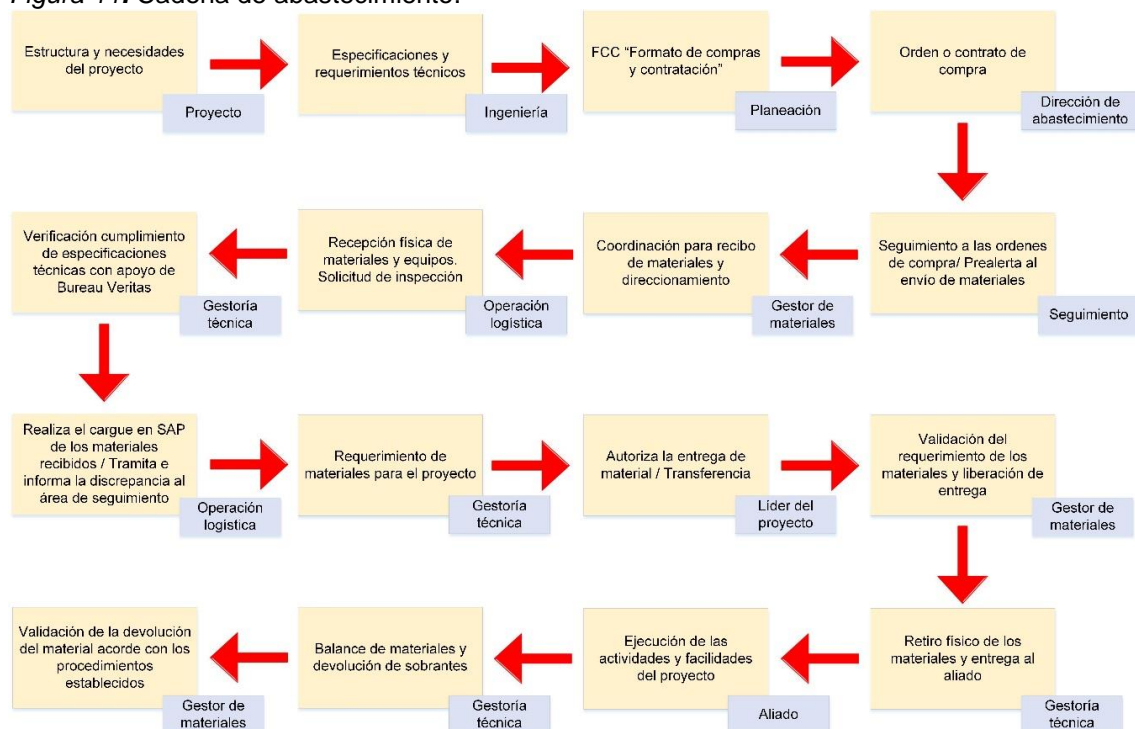 Estructura y necesidades
del proyecto
Proyecto
Especificaciones y
requerimientos técnicos
Ingeniería
FCC “Formato de compras
y contratación”
Planeación
Orden o contrato de
compra
Dirección de
abastecimiento
Seguimiento a las ordenes
de compra/ Prealerta al
envío de materiales
Seguimiento
Coordinación para recibo
de materiales y
direccionamiento
Gestor de
materiales
Recepción física de
materiales y equipos.
Solicitud de inspección
Operación
logística
Verificación cumplimiento
de especificaciones
técnicas con apoyo de
Bureau Veritas
Gestoría
técnica
Realiza el cargue en SAP
de los materiales
recibidos / Tramita e
informa la discrepancia al
área de seguimiento
Operación
logística
Requerimiento de
materiales para el proyecto
Gestoría
técnica
Autoriza la entrega de
material / Transferencia
Líder del
proyecto
Validación del
requerimiento de los
materiales y liberación de
entrega
Gestor de
materiales
Retiro físico de los
materiales y entrega al
aliado
Gestoría
técnica
Ejecución de las
actividades y facilidades
del proyecto
Aliado
Balance de materiales y
devolución de sobrantes
Gestoría
técnica
Validación de la devolución
del material acorde con los
procedimientos
establecidos
Gestor de
materiales